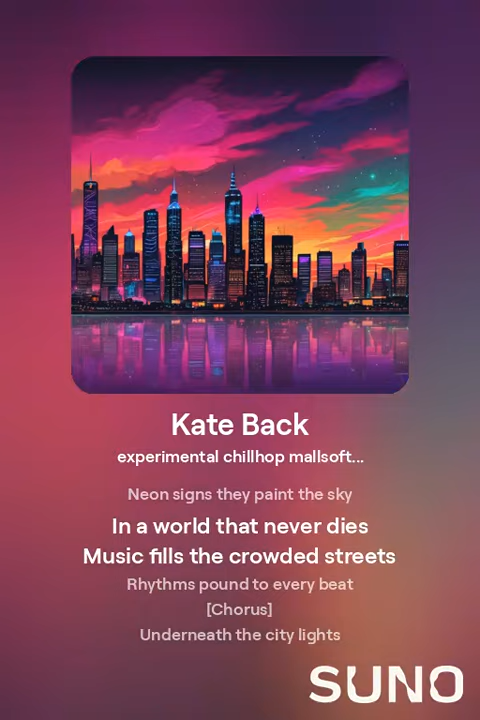 Kate Back
experimental chillhop mallsoft...
Neon signs they paint the sky
In a world that never dies
Music fills the crowded streets
Rhythms pound to every beat
[Chorus]
Underneath the city lights
SUNO